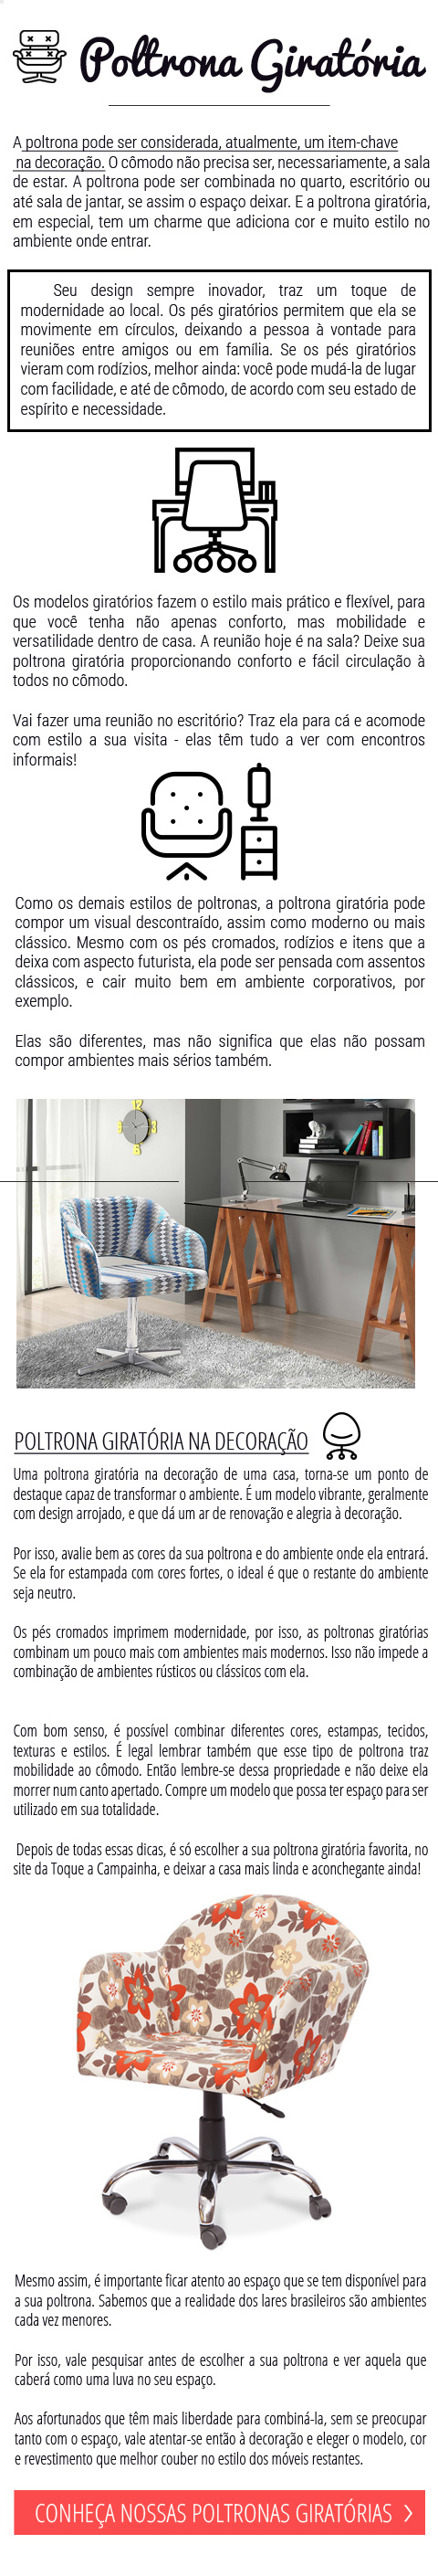 Poltrona Giratória
A poltrona pode ser considerada, atualmente, um item-chave
na decoração. O cômodo não precisa ser, necessariamente, a sala
de estar. A poltrona pode ser combinada no quarto, escritório ou
até sala de jantar, se assim o espaço deixar. E a poltrona giratória,
em especial, tem um charme que adiciona cor e muito estilo no
ambiente onde entrar.
Seu design sempre inovador, traz um toque de
modernidade ao local. Os pés giratórios permitem que ela se
movimente em círculos, deixando a pessoa à vontade para
reuniões entre amigos ou em família. Se os pés giratórios
vieram com rodízios, melhor ainda: você pode mudá-la de lugar
com facilidade, e até de cômodo, de acordo com seu estado de
espírito e necessidade.
Os modelos giratórios fazem o estilo mais prático e flexível, para
que você tenha não apenas conforto, mas mobilidade e
versatilidade dentro de casa. A reunião hoje é na sala? Deixe sua
poltrona giratória proporcionando conforto e fácil circulação à
todos no cômodo.
Vai fazer uma reunião no escritório? Traz ela para cá e acomode
com estilo a sua visita - elas têm tudo a ver com encontros
informais!
Como os demais estilos de poltronas, a poltrona giratória pode
compor um visual descontraído, assim como moderno ou mais
clássico. Mesmo com os pés cromados, rodízios e itens que a
deixa com aspecto futurista, ela pode ser pensada com assentos
clássicos, e cair muito bem em ambiente corporativos, por
exemplo.
Elas são diferentes, mas não significa que elas não possam
compor ambientes mais sérios também.
12
3
6
9
POLTRONA GIRATÓRIA NA DECORAÇÃO
Uma poltrona giratória na decoração de uma casa, torna-se um ponto de
destaque capaz de transformar o ambiente. É um modelo vibrante, geralmente
com design arrojado, e que dá um ar de renovação e alegria à decoração.
Por isso, avalie bem as cores da sua poltrona e do ambiente onde ela entrará.
Se ela for estampada com cores fortes, o ideal é que o restante do ambiente
seja neutro.
Os pés cromados imprimem modernidade, por isso, as poltronas giratórias
combinam um pouco mais com ambientes mais modernos. Isso não impede a
combinação de ambientes rústicos ou clássicos com ela.
Com bom senso, é possível combinar diferentes cores, estampas, tecidos,
texturas e estilos. É legal lembrar também que esse tipo de poltrona traz
mobilidade ao cômodo. Então lembre-se dessa propriedade e não deixe ela
morrer num canto apertado. Compre um modelo que possa ter espaço para ser
utilizado em sua totalidade.
Depois de todas essas dicas, é só escolher a sua poltrona giratória favorita, no
site da Toque a Campainha, e deixar a casa mais linda e aconchegante ainda!
Mesmo assim, é importante ficar atento ao espaço que se tem disponível para
a sua poltrona. Sabemos que a realidade dos lares brasileiros são ambientes
cada vez menores.
Por isso, vale pesquisar antes de escolher a sua poltrona e ver aquela que
caberá como uma luva no seu espaço.
Aos afortunados que têm mais liberdade para combiná-la, sem se preocupar
tanto com o espaço, vale atentar-se então à decoração e eleger o modelo, cor
e revestimento que melhor couber no estilo dos móveis restantes.
CONHEÇA NOSSAS POLTRONAS GIRATÓRIAS >